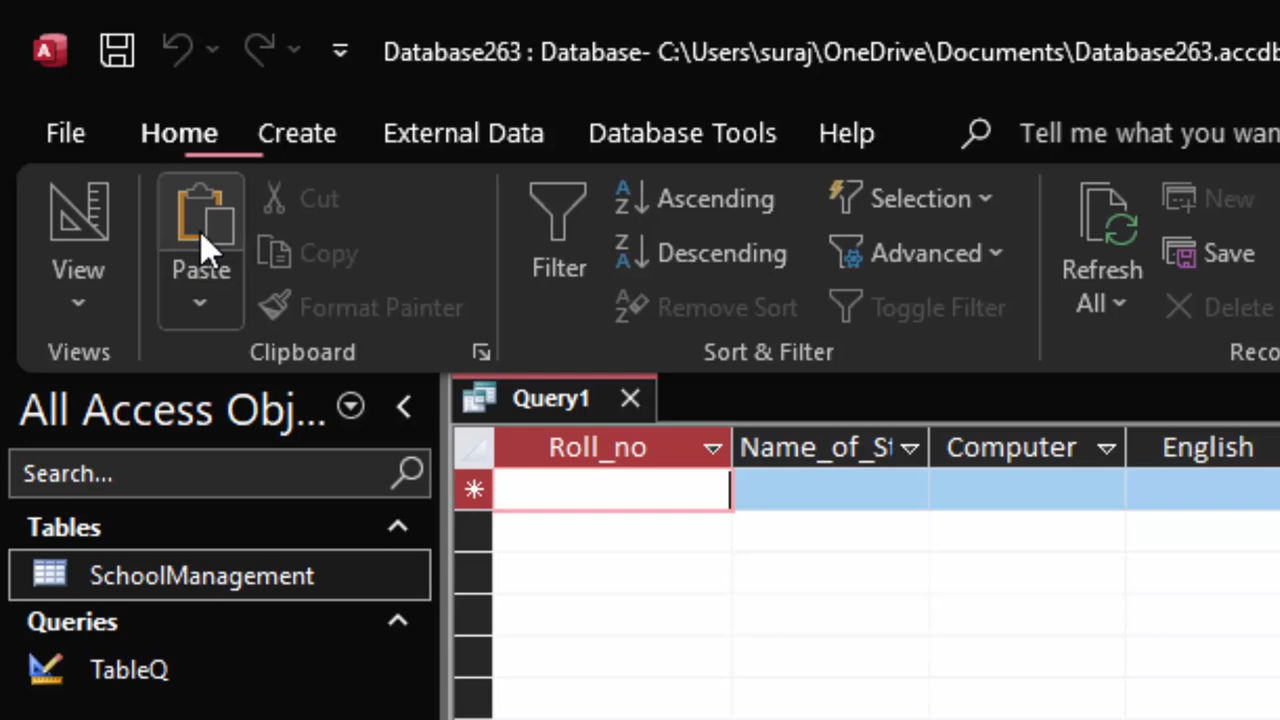 Database263 : Database- C:\Users\suraj\OneDrive\Documents\Database263.accdb
File Home Create External Data Database Tools Help Tell me what you wan
View
Views
Paste
Cut
Copy
Format Painter
Clipboard
Filter
Ascending
Descending
Remove Sort
Selection
Advanced
Toggle Filter
Sort & Filter
Refresh
All
New
Save
Delete
Reco
All Access Obj...
Search...
Tables
SchoolManagement
Queries
TableQ
Query1
Roll_no Name_of_St Computer English